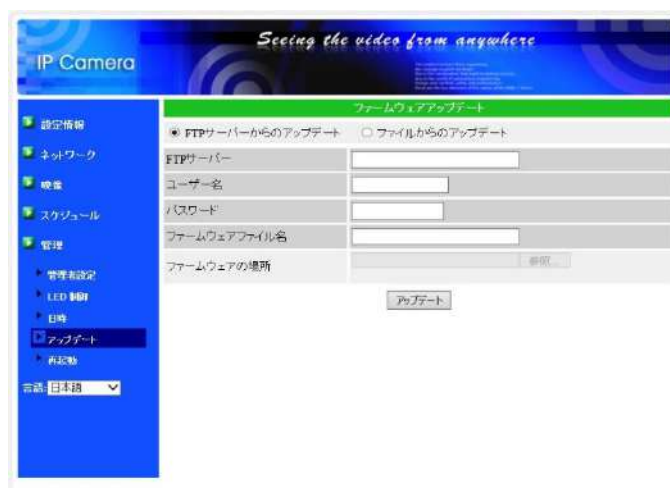 Seeing the video from anywhere
IP Camera
設定情報
ネットワーク
映像
スケジュール
管理
管理者設定
LED 制御
日時
アップデート
再起動
言語: 日本語
ファームウェアアップデート
FTPサーバーからのアップデート
ファイルからのアップデート
FTPサーバー
ユーザー名
パスワード
ファームウェアファイル名
ファームウェアの場所
参照...
アップデート